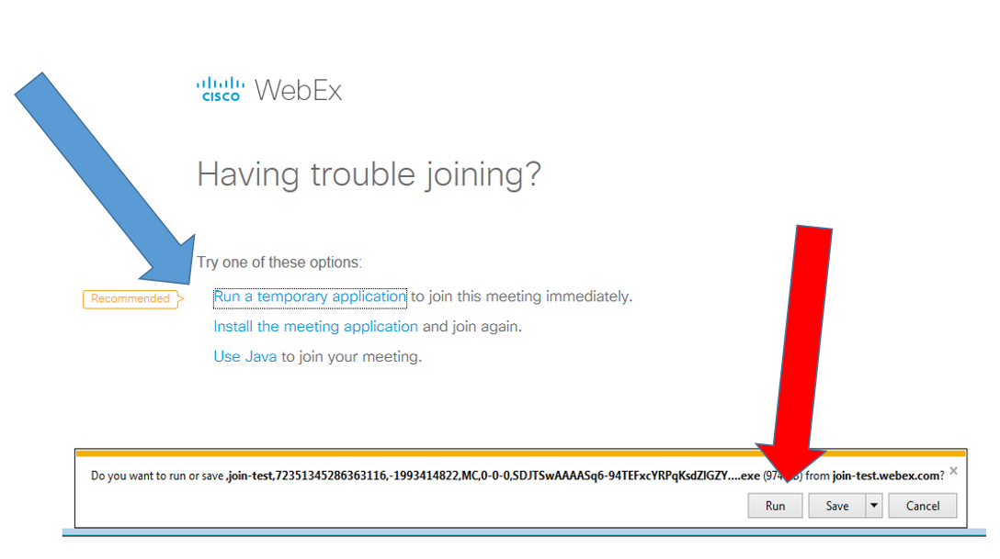 CISCO WebEx
Having trouble joining?
Try one of these options:
Recommended
Run a temporary application to join this meeting immediately.
Install the meeting application and join again.
Use Java to join your meeting.
Do you want to run or save ,join-test,72351345286363116,-1993414822,MC,0-0-0,SDJTSwAAAASq6-94TEFxcYRPqKsdZIGZY....exe from join-test.webex.com? ×
Run Save Cancel